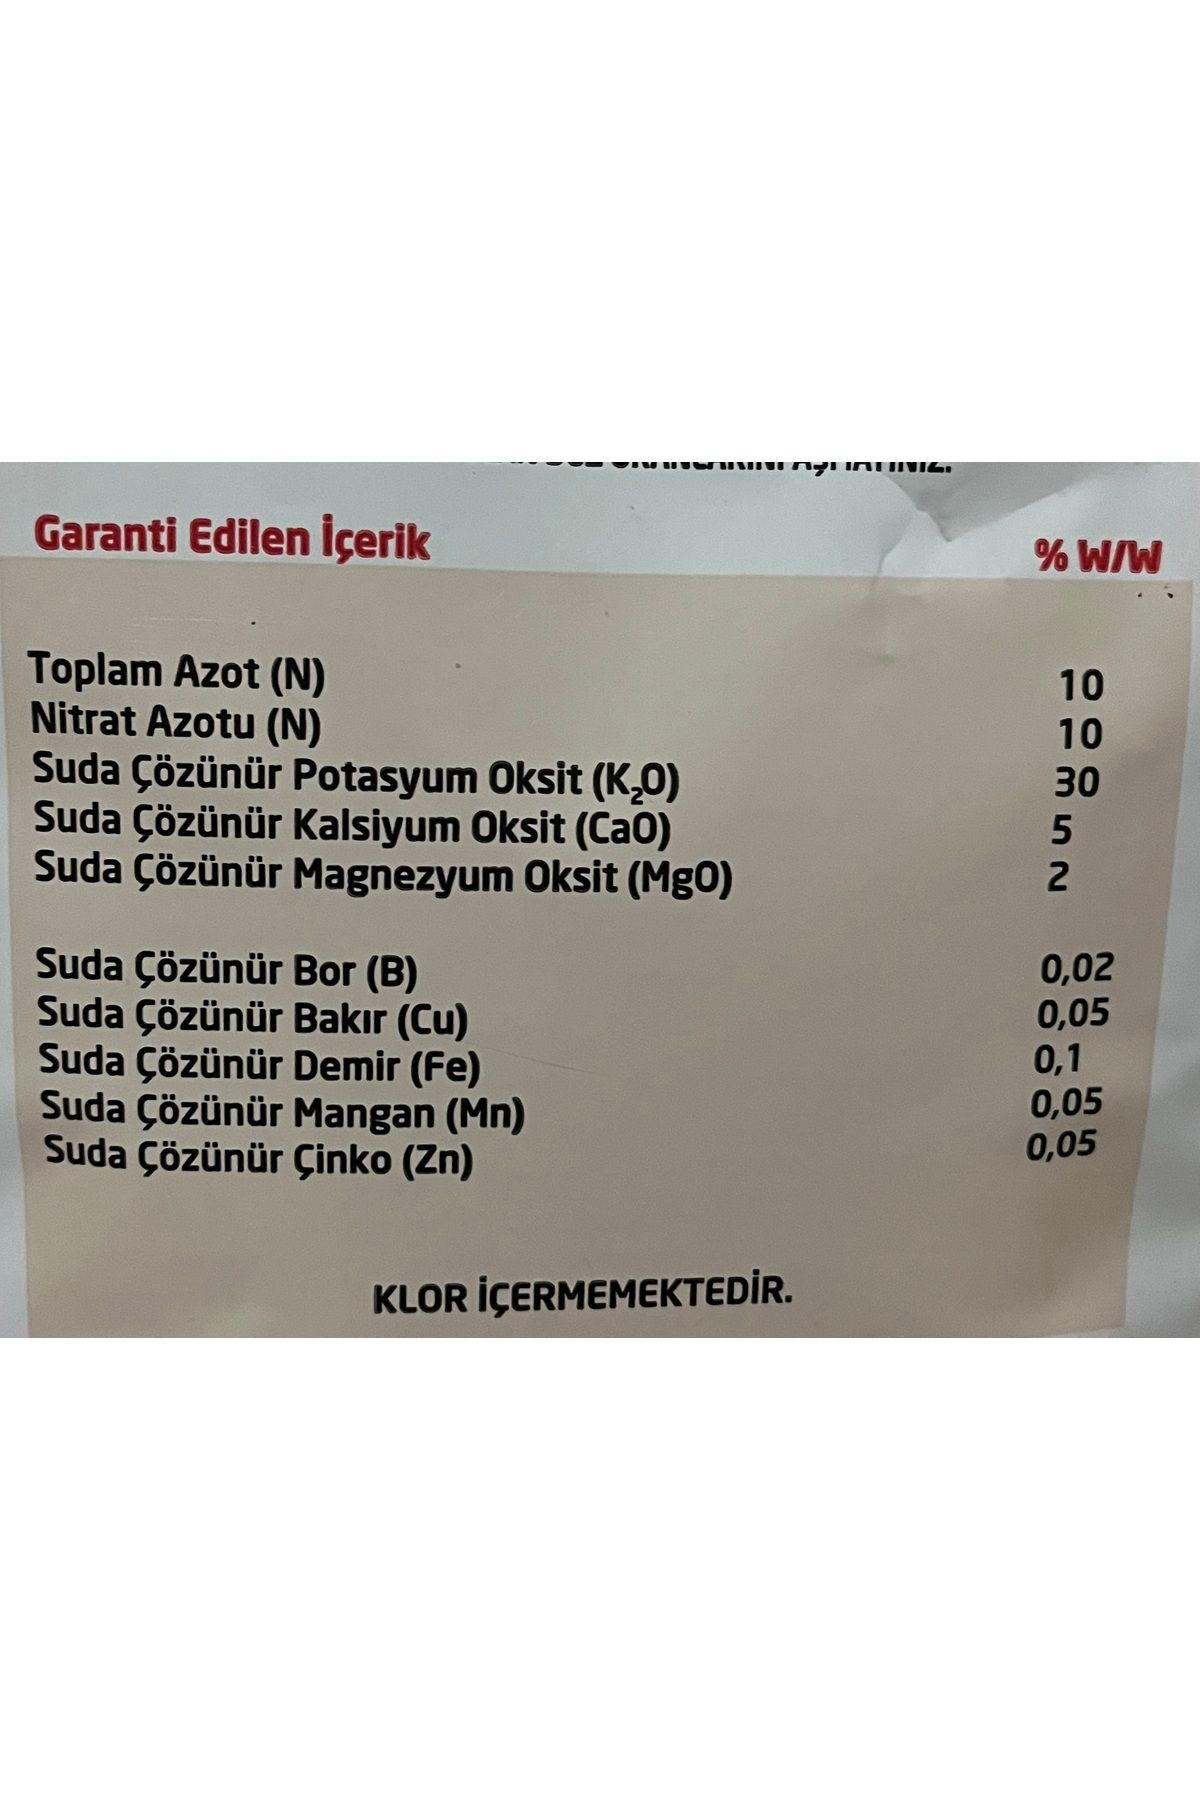 Garanti Edilen İçerik % W/W
Toplam Azot (N) 10
Nitrat Azotu (N) 10
Suda Çözünür Potasyum Oksit (K₂O) 30
Suda Çözünür Kalsiyum Oksit (CaO) 5
Suda Çözünür Magnezyum Oksit (MgO) 2
Suda Çözünür Bor (B) 0,02
Suda Çözünür Bakır (Cu) 0,05
Suda Çözünür Demir (Fe) 0,1
Suda Çözünür Mangan (Mn) 0,05
Suda Çözünür Çinko (Zn) 0,05
KLOR İÇERMEMEKTEDİR.